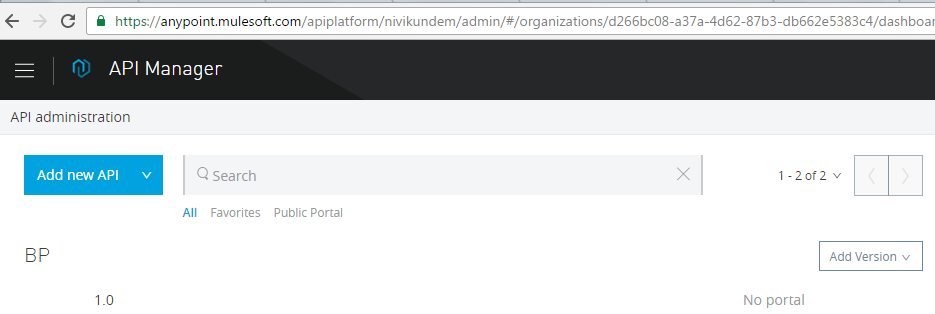 https://anypoint.mulesoft.com/apiplatform/nivikundem/admin/#/organizations/d266bc08-a37a-4d62-87b3-db662e5383c4/dashboar
API Manager
API administration
Add new API
Search
1 - 2 of 2
All Favorites Public Portal
BP
Add Version
1.0 No portal